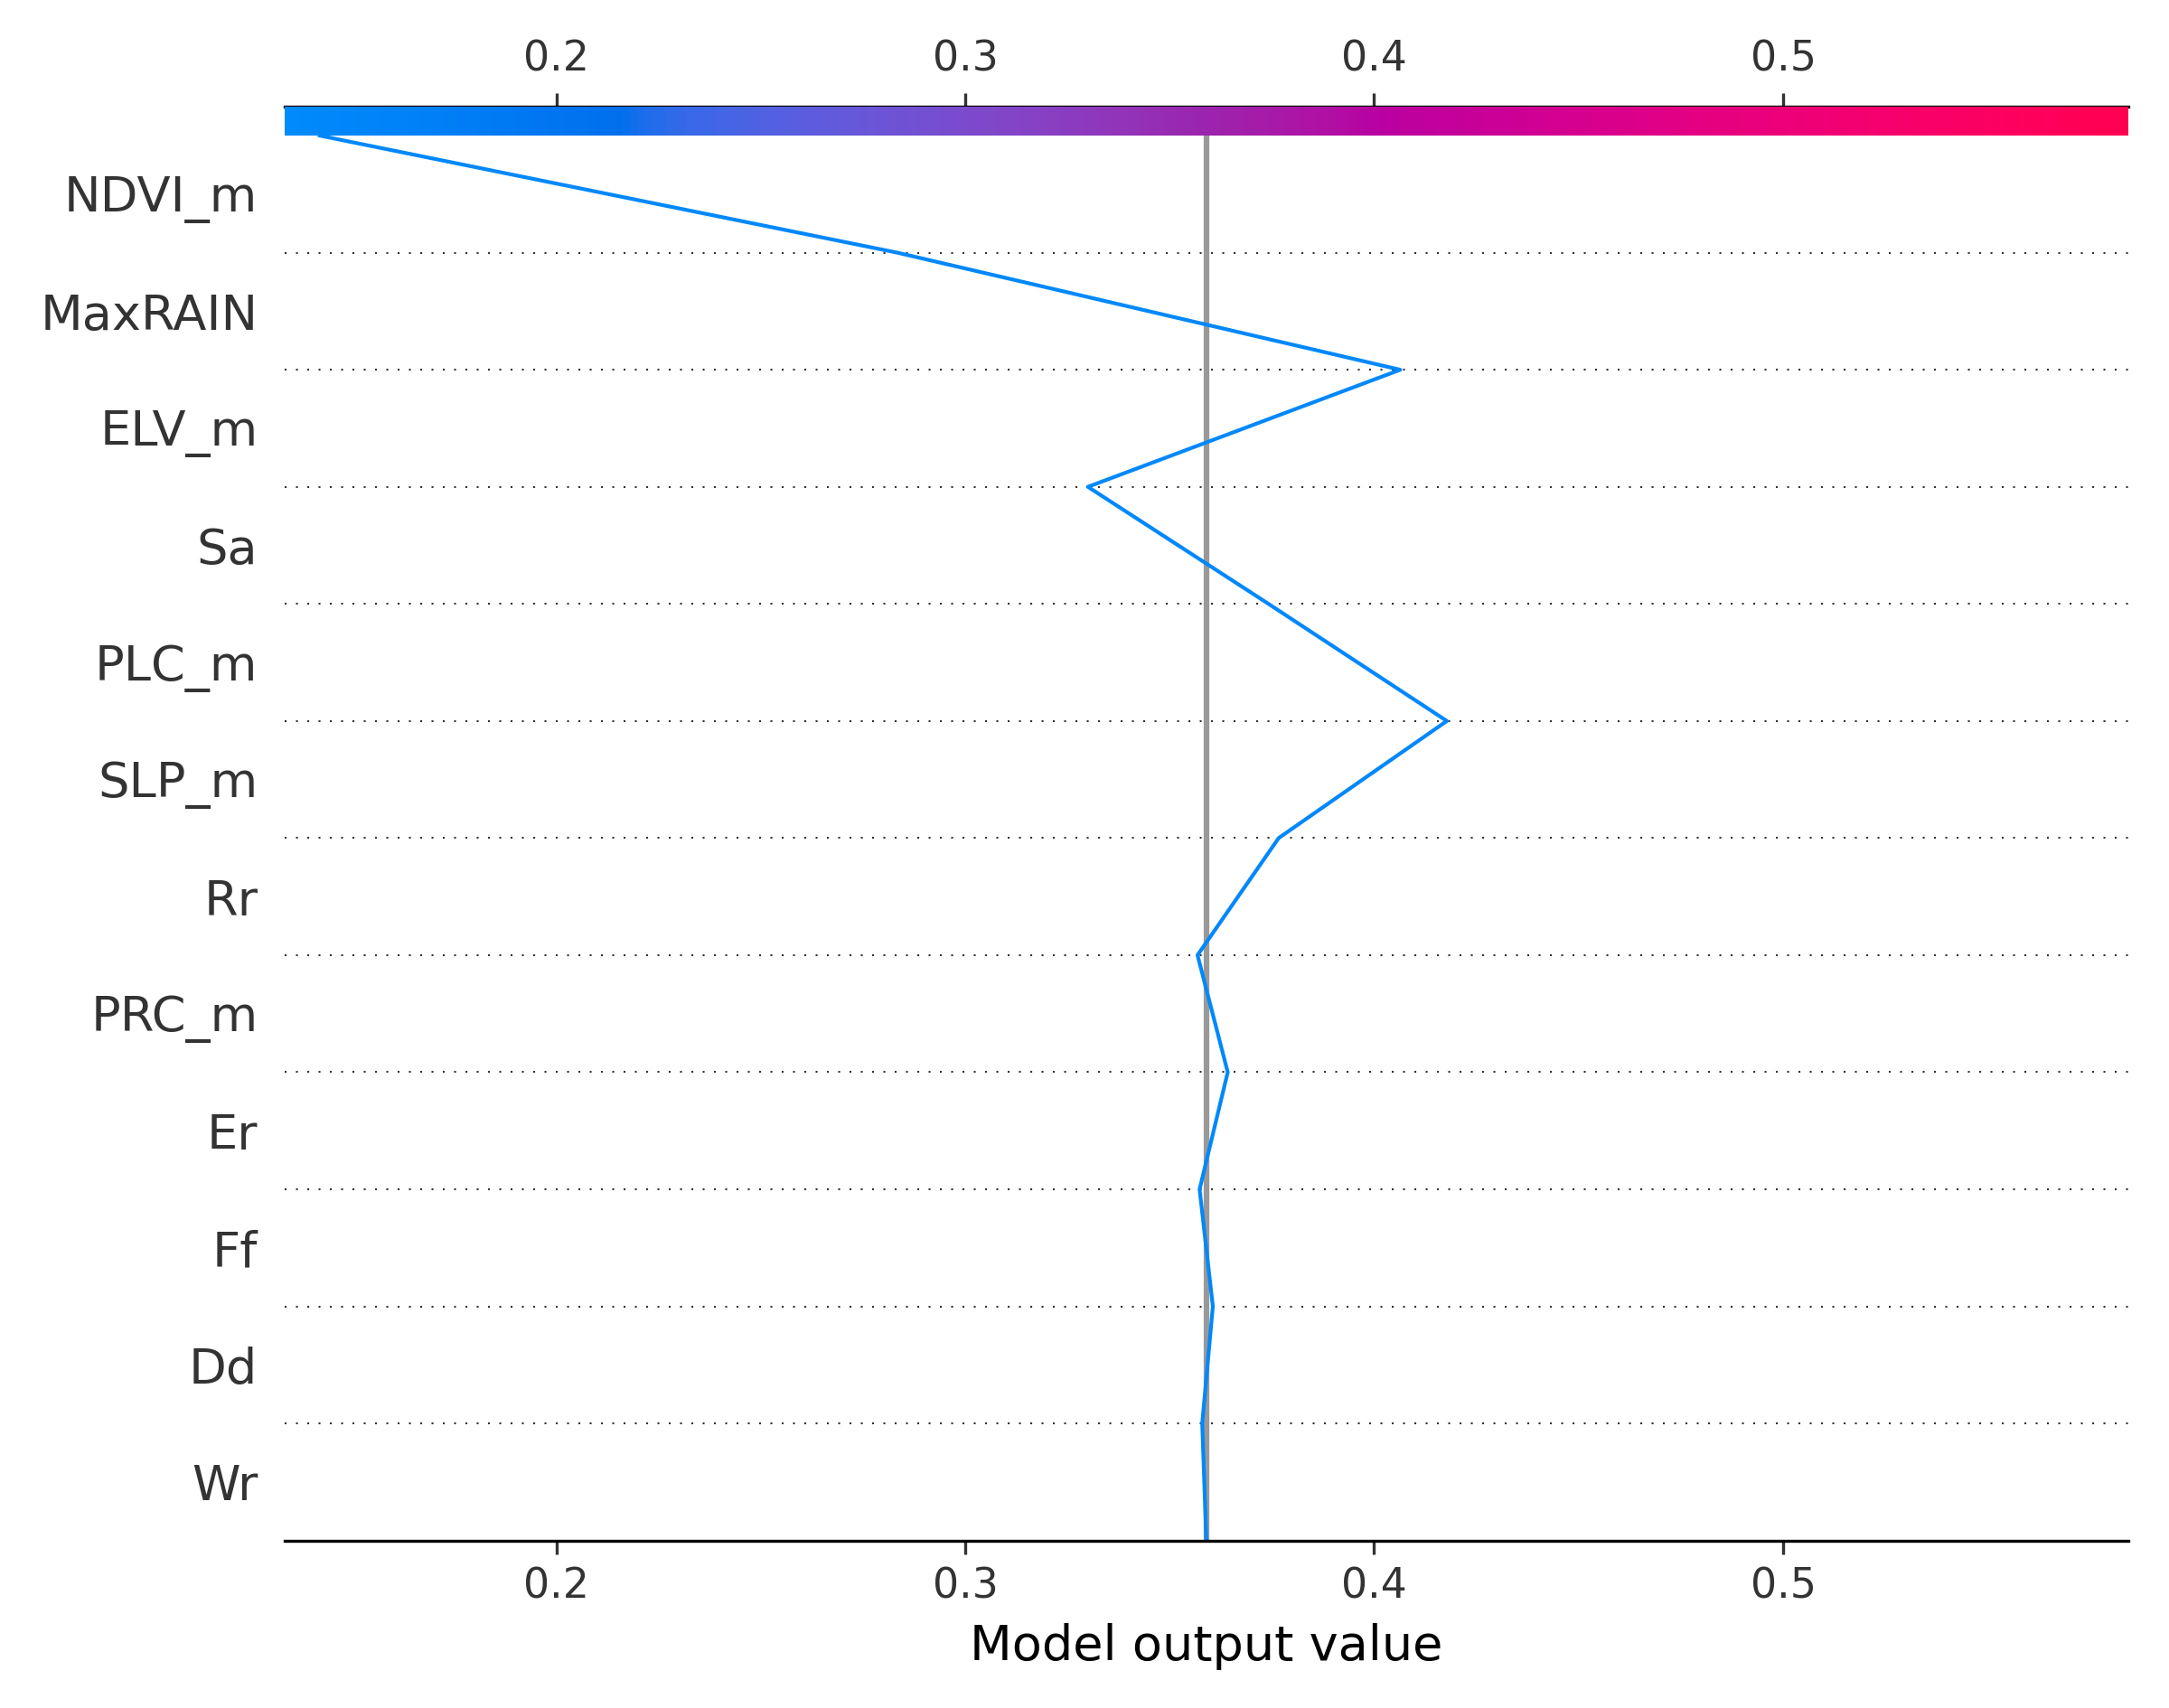 0.2 0.3 0.4 0.5
NDVI_m
MaxRAIN
ELV_m
Sa
PLC_m
SLP_m
Rr
PRC_m
Er
Ff
Dd
Wr
0.2 0.3 0.4 0.5
Model output value